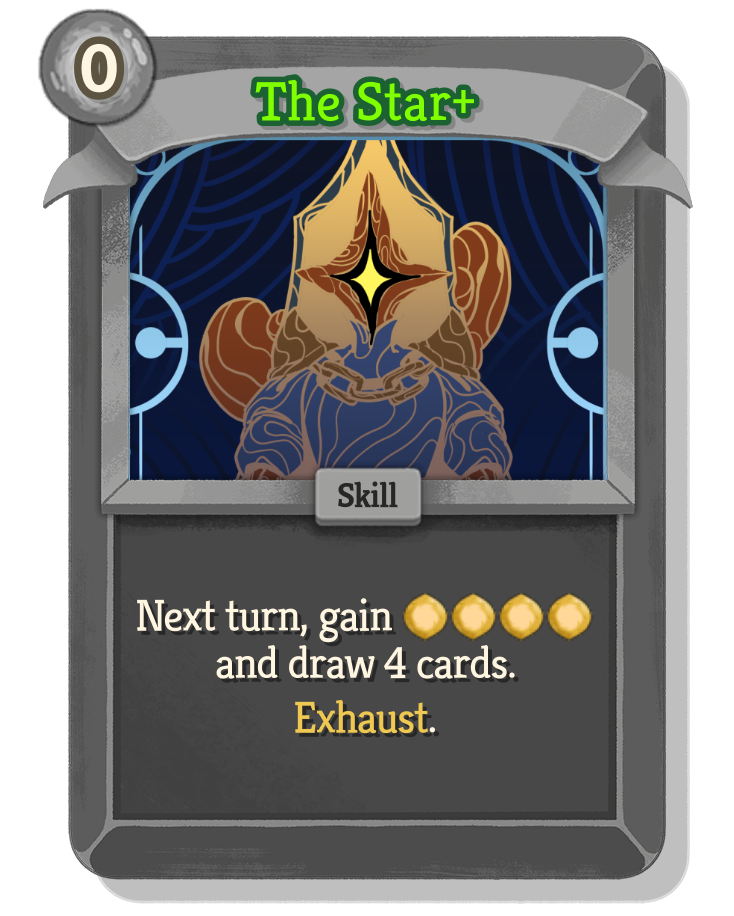 0
The Star+
Skill
Next turn, gain
and draw 4 cards.
Exhaust.